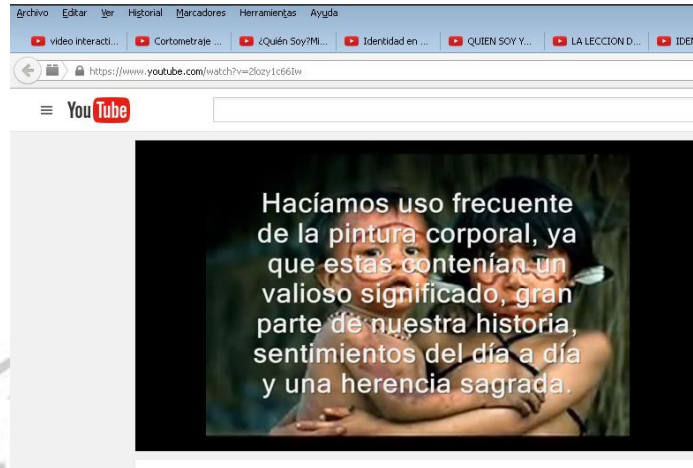 Archivo Editar Ver Historial Marcadores Herramientas Ayuda
video interacti... Cortometraje ... ¿Quién Soy?Mi... Identidad en ... QUIEN SOY Y... LA LECCION D... IDEN
https://www.youtube.com/watch?v=2lozy1c66Iw
YouTube
Hacíamos uso frecuente
de la pintura corporal, ya
que estas contenían un
valioso significado, gran
parte de nuestra historia,
sentimientos del día a día
y una herencia sagrada.